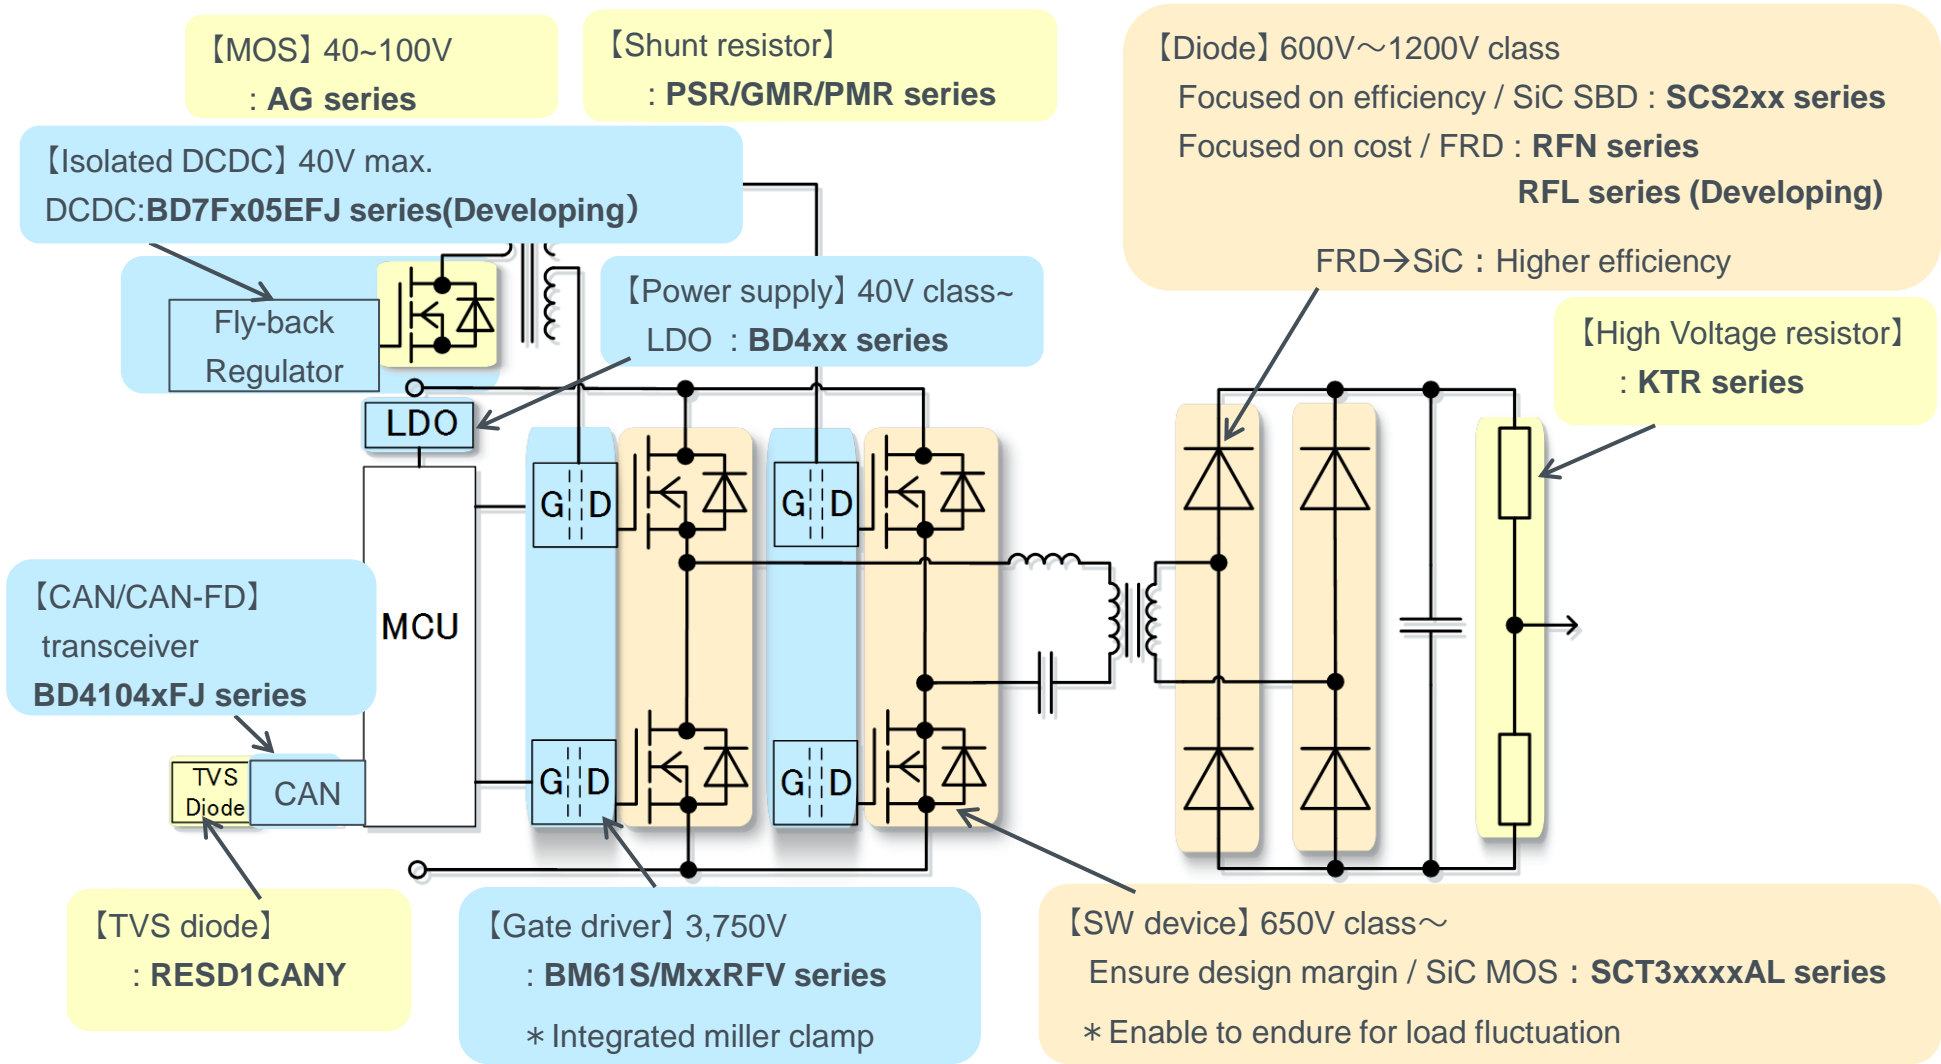 【MOS】 40~100V
: AG series
【Shunt resistor】
: PSR/GMR/PMR series
【Diode】 600V～1200V class
Focused on efficiency / SiC SBD : SCS2xx series
Focused on cost / FRD : RFN series
RFL series (Developing)
FRD→SiC : Higher efficiency
【Isolated DCDC】 40V max.
DCDC:BD7Fx05EFJ series(Developing）
Fly-back
Regulator
【Power supply】 40V class~
LDO : BD4xx series
【High Voltage resistor】
: KTR series
LDO
G D
G D
【CAN/CAN-FD】
transceiver
BD4104xFJ series
MCU
TVS
Diode
CAN
G D
G D
【TVS diode】
: RESD1CANY
【Gate driver】 3,750V
: BM61S/MxxRFV series
＊Integrated miller clamp
【SW device】 650V class～
Ensure design margin / SiC MOS : SCT3xxxxAL series
＊Enable to endure for load fluctuation